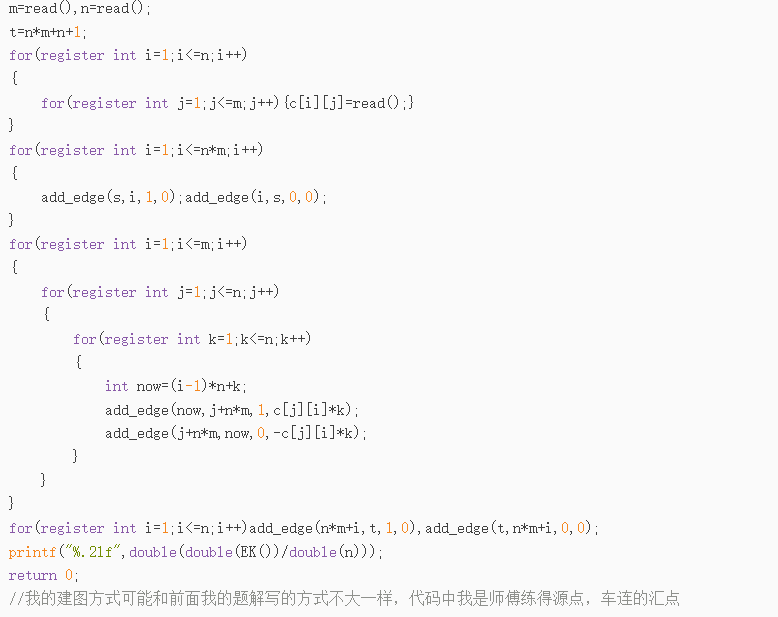 m=read(),n=read();
t=n*m+n+1;
for(register int i=1;i<=n;i++)
{
    for(register int j=1;j<=m;j++){c[i][j]=read();}
}
for(register int i=1;i<=n*m;i++)
{
    add_edge(s,i,1,0);add_edge(i,s,0,0);
}
for(register int i=1;i<=m;i++)
{
    for(register int j=1;j<=n;j++)
    {
        for(register int k=1;k<=n;k++)
        {
            int now=(i-1)*n+k;
            add_edge(now,j+n*m,1,c[j][i]*k);
            add_edge(j+n*m,now,0,-c[j][i]*k);
        }
    }
}
for(register int i=1;i<=n;i++)add_edge(n*m+i,t,1,0),add_edge(t,n*m+i,0,0);
printf("%.2lf",double(double(EK())/double(n)));
return 0;
//我的建图方式可能和前面我的题解写的方式不大一样，代码中我是师傅练得源点，车连的汇点